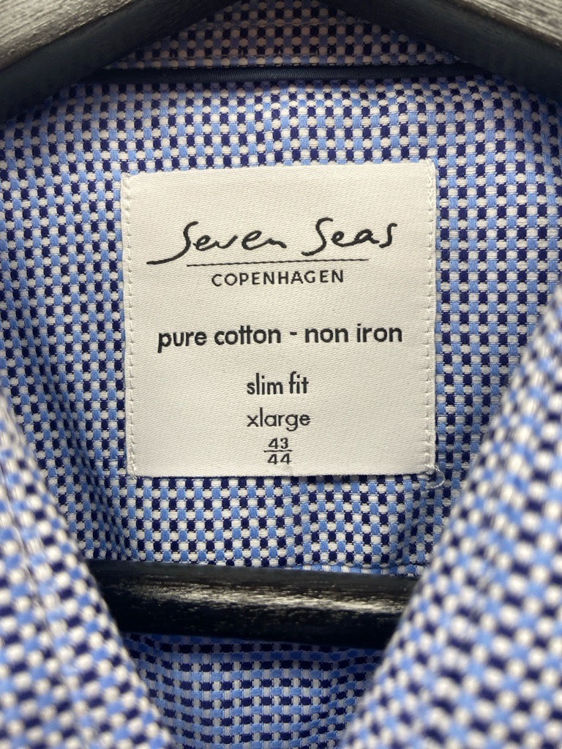 Seven Seas
COPENHAGEN
pure cotton - non iron
slim fit
xlarge
43
44